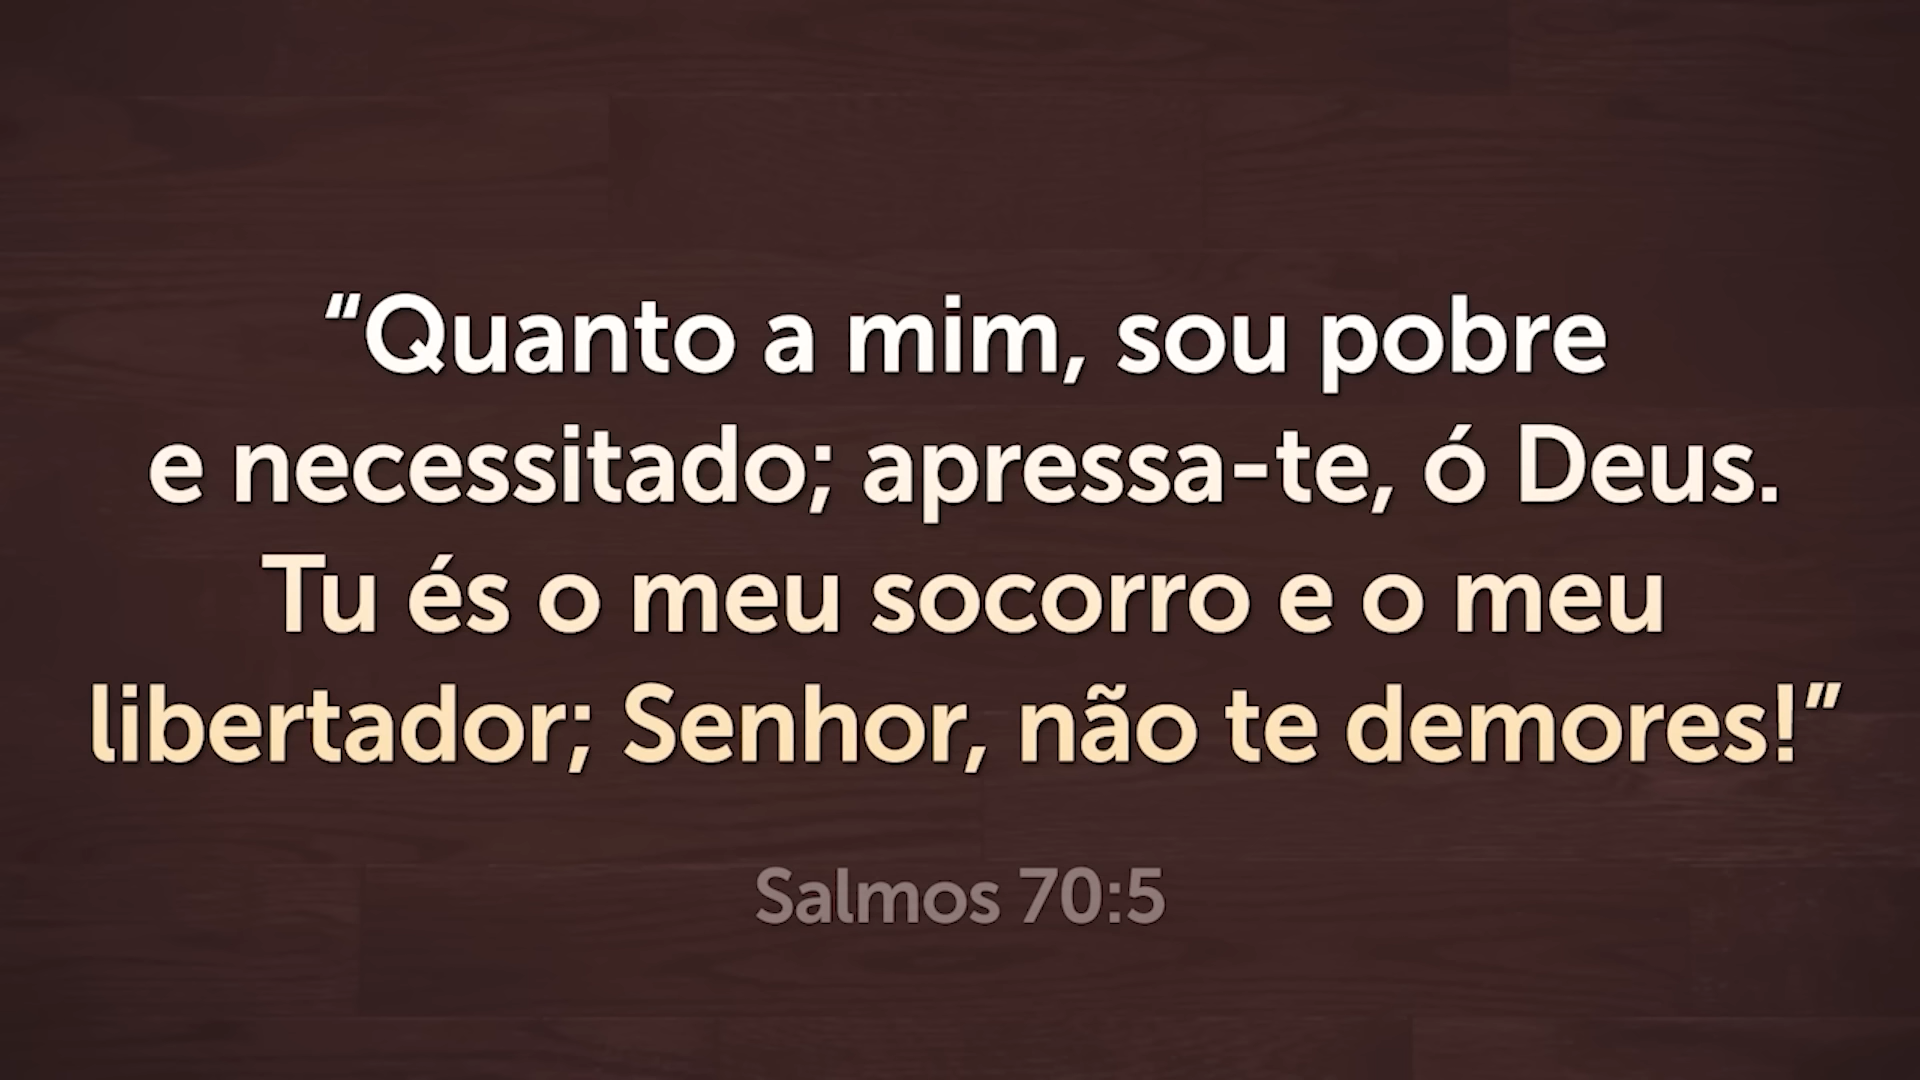 “Quanto a mim, sou pobre
e necessitado; apressa-te, ó Deus.
Tu és o meu socorro e o meu
libertador; Senhor, não te demores!”
Salmos 70:5